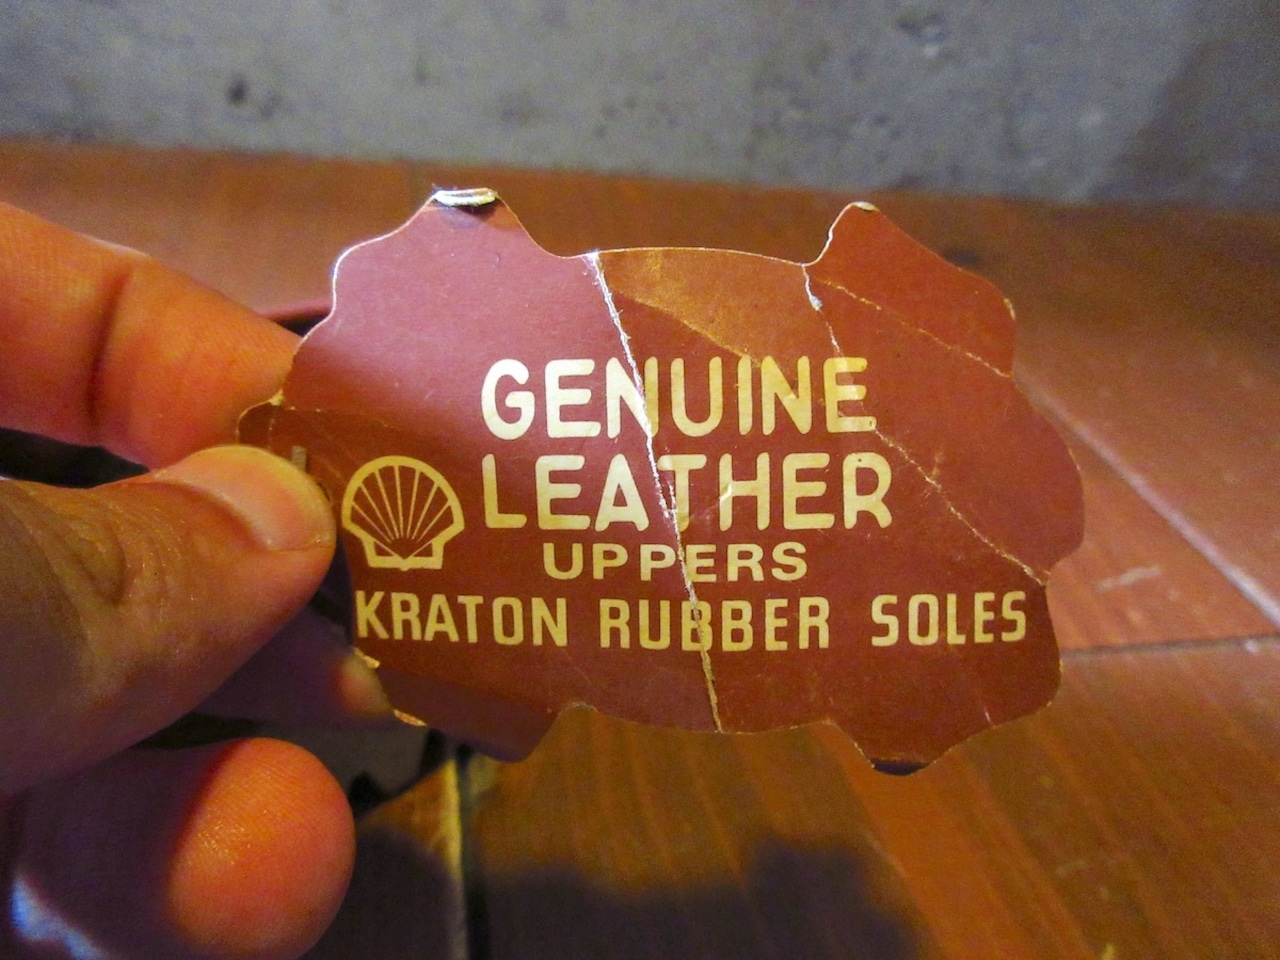 GENUINE
LEATHER
UPPERS
KRATON RUBBER SOLES